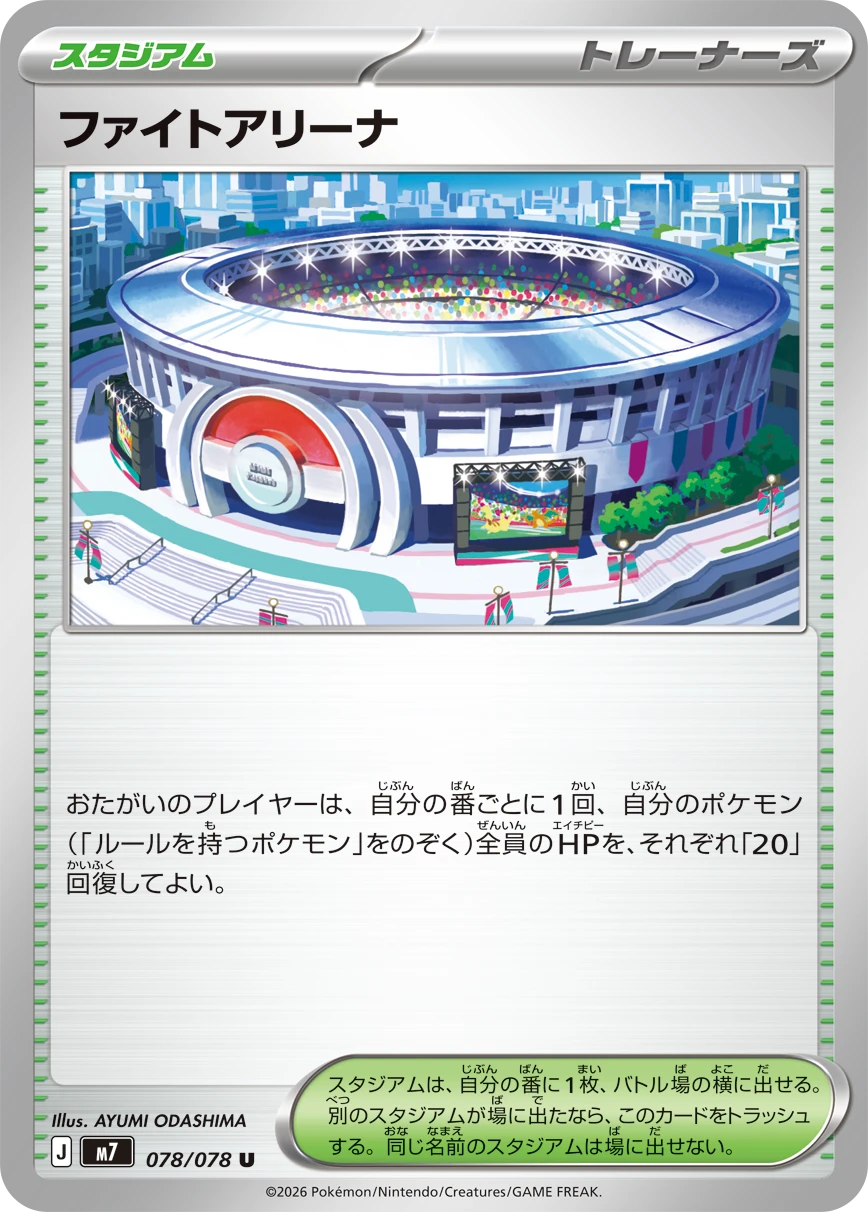 スタジアム
トレーナーズ
ファイトアリーナ
おたがいのプレイヤーは、自分の番ごとに1回、自分のポケモン
(「ルールを持つポケモン」をのぞく)全員のHPを、それぞれ「20」
回復してよい。
スタジアムは、自分の番に1枚、バトル場の横に出せる。
別のスタジアムが場に出たなら、このカードをトラッシュ
する。同じ名前のスタジアムは場に出せない。
Illus. AYUMI ODASHIMA
J m7 078/078 U
©2026 Pokémon/Nintendo/Creatures/GAME FREAK.